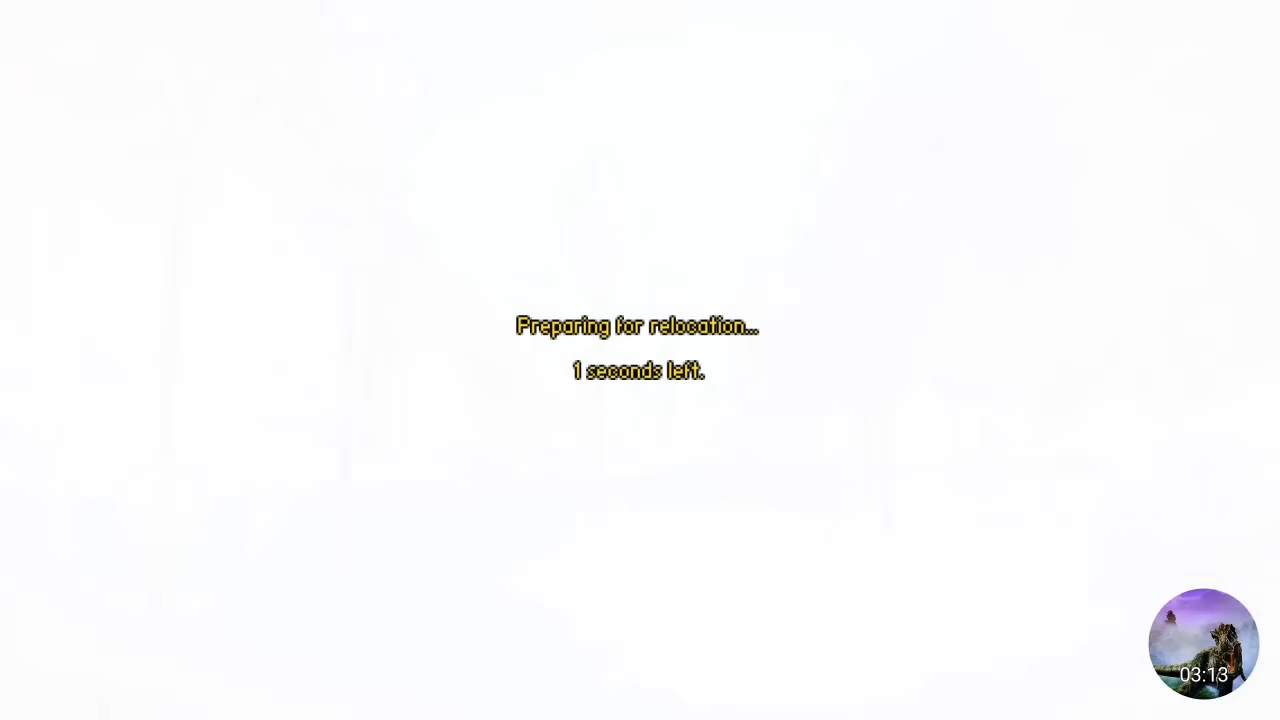 Preparing for relocation...
1 seconds left.
03:13